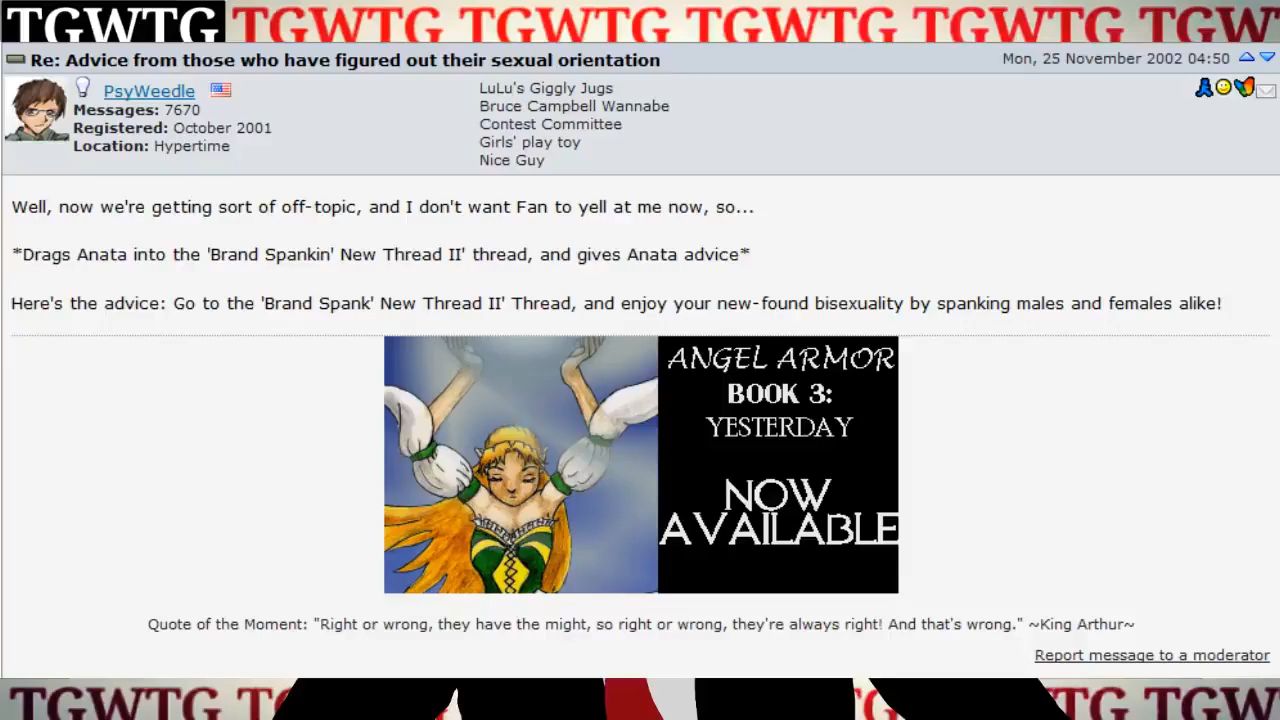 TGWTG TGWTG TGWTG TGWTG TGWTG TGW
Re: Advice from those who have figured out their sexual orientation
Mon, 25 November 2002 04:50
PsyWeedle
Messages: 7670
Registered: October 2001
Location: Hypertime
LuLu's Giggly Jugs
Bruce Campbell Wannabe
Contest Committee
Girls' play toy
Nice Guy
Well, now we're getting sort of off-topic, and I don't want Fan to yell at me now, so...
*Drags Anata into the 'Brand Spankin' New Thread II' thread, and gives Anata advice*
Here's the advice: Go to the 'Brand Spank' New Thread II' Thread, and enjoy your new-found bisexuality by spanking males and females alike!
ANGEL ARMOR
BOOK 3:
YESTERDAY
NOW
AVAILABLE
Quote of the Moment: "Right or wrong, they have the might, so right or wrong, they're always right! And that's wrong." ~King Arthur~
Report message to a moderator
TGWTG TG WTG TGWTG TGWT